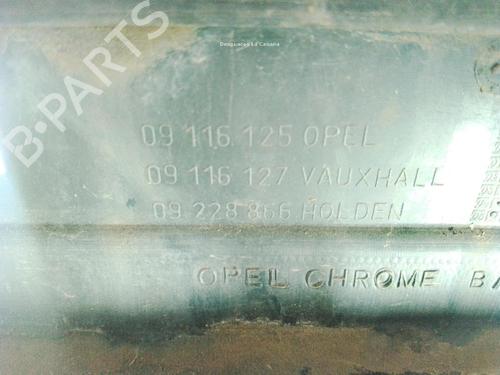 Desguaces La Cabaña
B-PARTS
09 116 125 OPEL
09 116 127 VAUXHALL
09 228 866 HOLDEN
OPEL CHROME